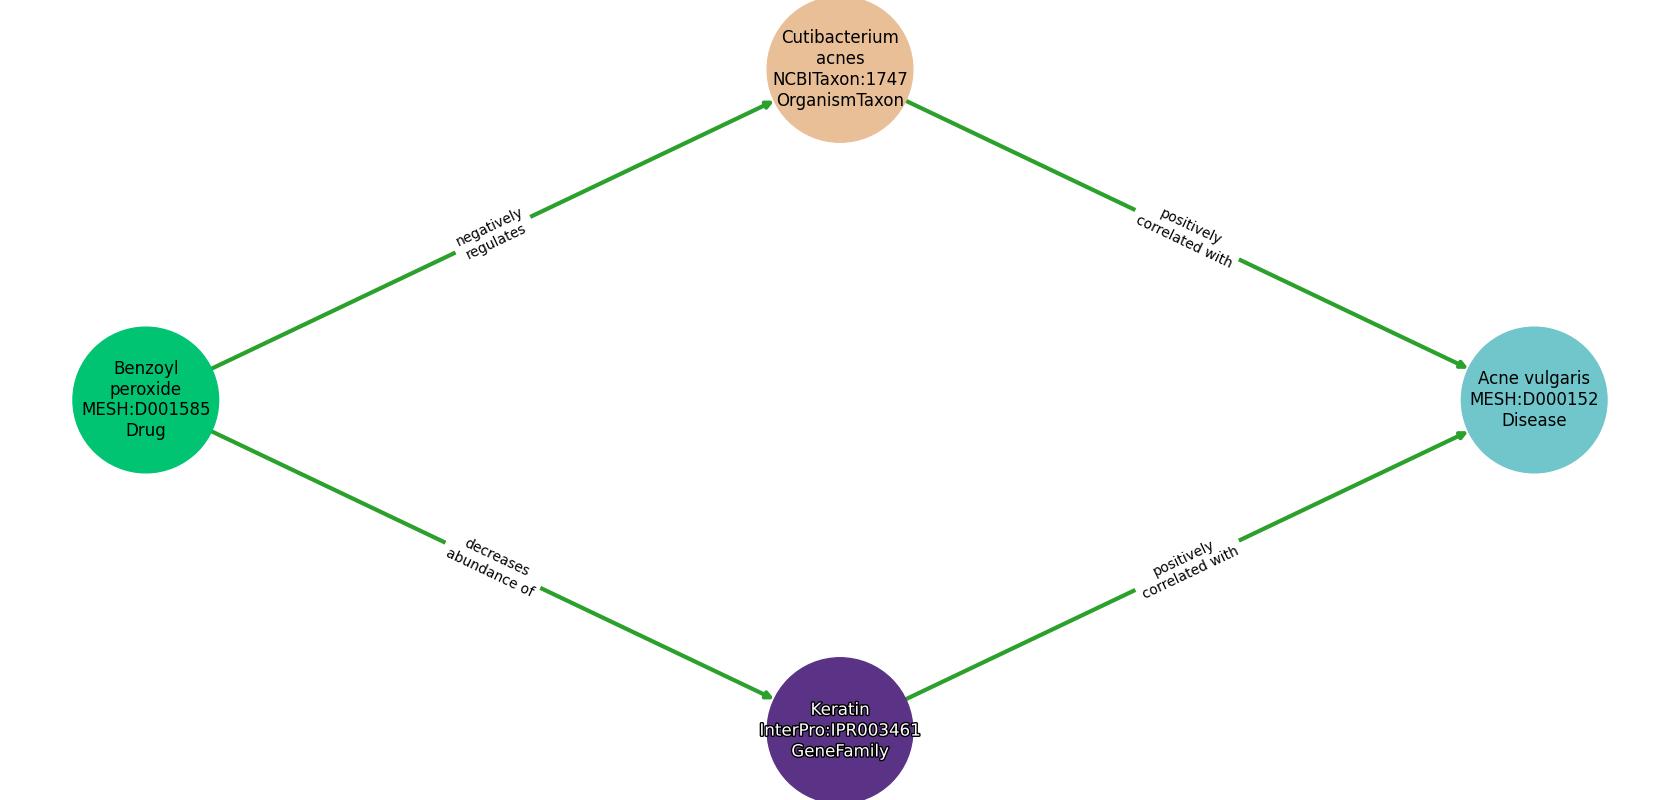 Cutibacterium
acnes
NCBITaxon:1747
OrganismTaxon
negatively
regulates
positively
correlated with
Benzoyl
peroxide
MESH:D001585
Drug
Acne vulgaris
MESH:D000152
Disease
decreases
abundance of
positively
correlated with
Keratin
InterPro:IPR003461
GeneFamily